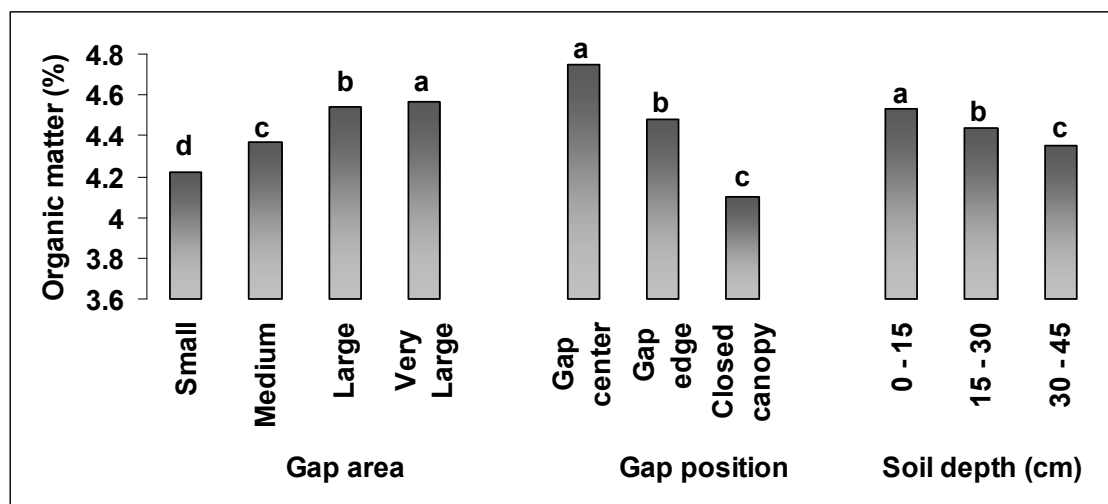 Organic matter (%)
4.8
4.6
4.4
4.2
4
3.8
3.6
d
c
b
a
a
b
c
a
b
c
Small
Medium
Large
Very
Large
Gap
center
Gap
edge
Closed
canopy
0 - 15
15 - 30
30 - 45
Gap area
Gap position
Soil depth (cm)